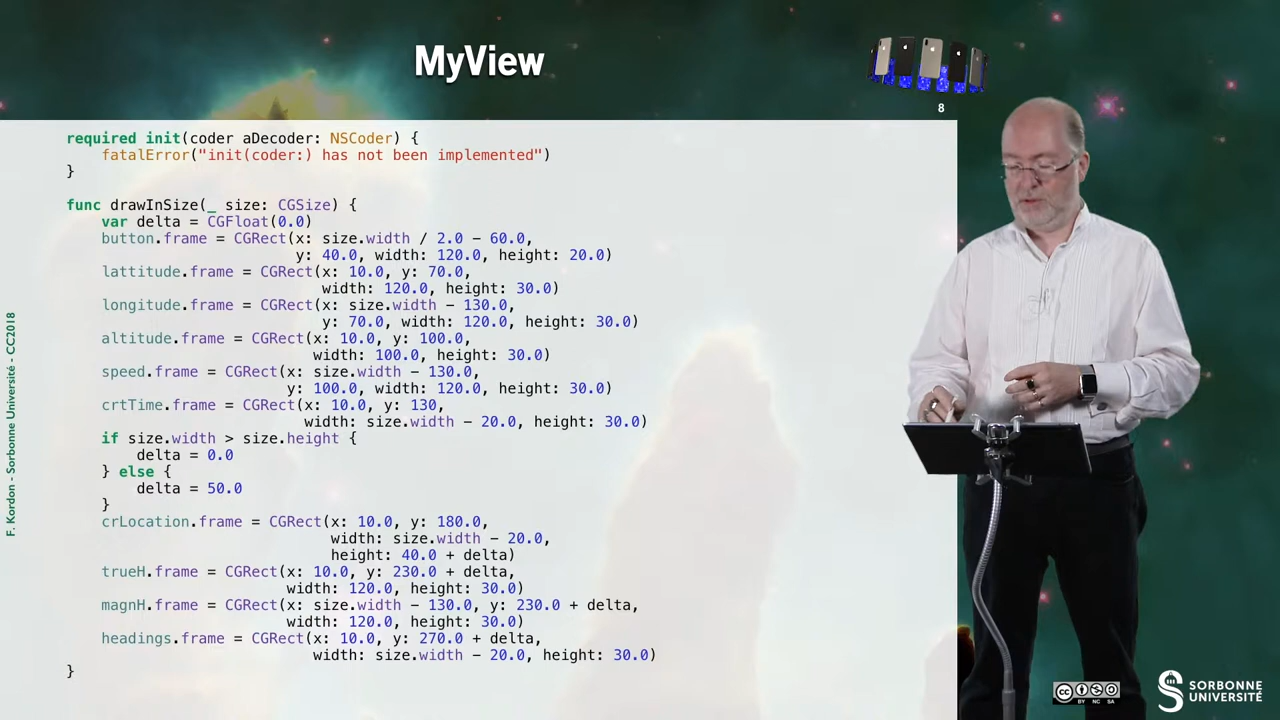 MyView
8
required init(coder aDecoder: NSCoder) {
    fatalError("init(coder:) has not been implemented")
}
func drawInSize(_ size: CGSize) {
    var delta = CGFloat(0.0)
    button.frame = CGRect(x: size.width / 2.0 – 60.0,
                          y: 40.0, width: 120.0, height: 20.0)
    lattitude.frame = CGRect(x: 10.0, y: 70.0,
                             width: 120.0, height: 30.0)
    longitude.frame = CGRect(x: size.width – 130.0,
                             y: 70.0, width: 120.0, height: 30.0)
    altitude.frame = CGRect(x: 10.0, y: 100.0,
                            width: 100.0, height: 30.0)
    speed.frame = CGRect(x: size.width – 130.0,
                         y: 100.0, width: 120.0, height: 30.0)
    crtTime.frame = CGRect(x: 10.0, y: 130,
                           width: size.width – 20.0, height: 30.0)
    if size.width > size.height {
        delta = 0.0
    } else {
        delta = 50.0
    }
    crLocation.frame = CGRect(x: 10.0, y: 180.0,
                              width: size.width – 20.0,
                              height: 40.0 + delta)
    trueH.frame = CGRect(x: 10.0, y: 230.0 + delta,
                         width: 120.0, height: 30.0)
    magnH.frame = CGRect(x: size.width – 130.0, y: 230.0 + delta,
                         width: 120.0, height: 30.0)
    headings.frame = CGRect(x: 10.0, y: 270.0 + delta,
                            width: size.width – 20.0, height: 30.0)
}
F. Kordon - Sorbonne Université - CC2018
cc
BY NC SA
SORBONNE
UNIVERSITÉ